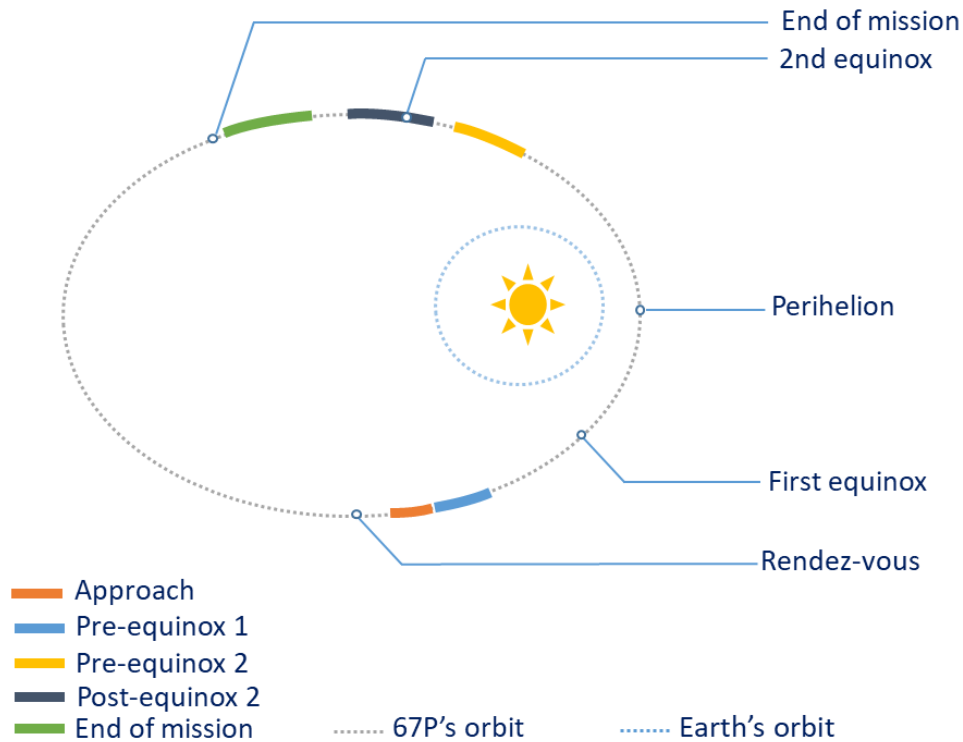 End of mission
2nd equinox
Perihelion
First equinox
Rendez-vous
Approach
Pre-equinox 1
Pre-equinox 2
Post-equinox 2
End of mission
67P's orbit
Earth's orbit